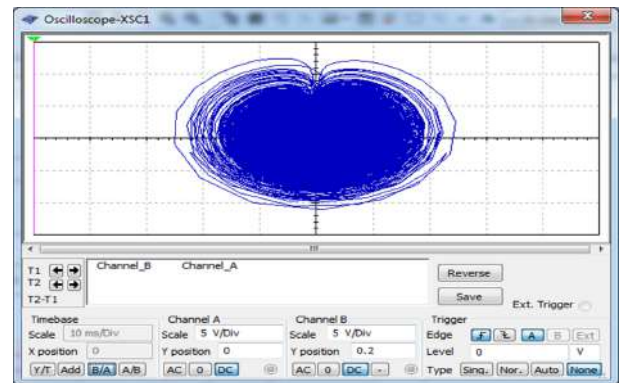 Oscilloscope-XSC1
T1
T2
T2-T1
Channel_B Channel_A
Reverse
Save
Ext. Trigger
Timebase
Scale 10 ms/Div
X position 0
Y/T Add B/A A/B
Channel A
Scale 5 V/Div
Y position 0
AC 0 DC
Channel B
Scale 5 V/Div
Y position 0.2
AC 0 DC -
Trigger
Edge A B Ext
Level 0 V
Type Sing. Nor. Auto None